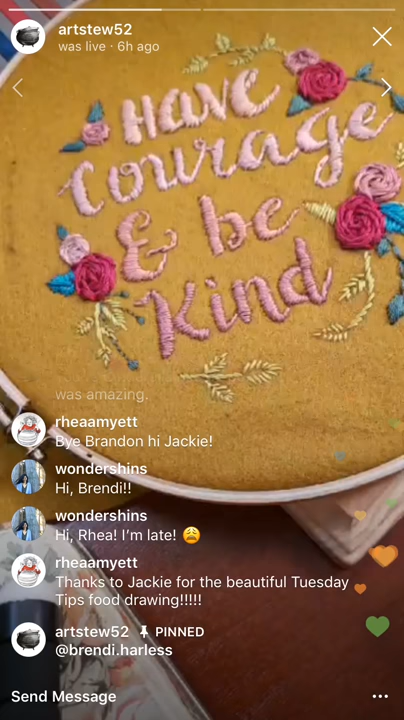 artstew52
was live · 6h ago
Have
Courage
& be
Kind
was amazing.
rheaamyett
Bye Brandon hi Jackie!
wondershins
Hi, Brendi!!
wondershins
Hi, Rhea! I'm late! 😩
rheaamyett
Thanks to Jackie for the beautiful Tuesday
Tips food drawing!!!!!
artstew52 📌 PINNED
@brendi.harless
Send Message